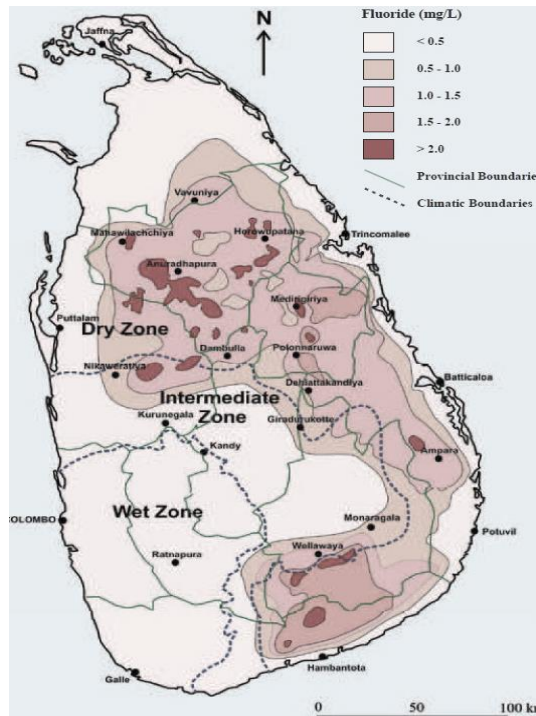 Fluoride (mg/L)
< 0.5
0.5 - 1.0
1.0 - 1.5
1.5 - 2.0
> 2.0
Provincial Boundarie
Climatic Boundaries
N
Jaffna
Vavuniya
Mahawilachchiya
Horowupatana
Trincomalee
Anuradhapura
Medirigiriya
Puttalam
Dry Zone
Dambulla
Polonnaruwa
Nikaweratiya
Dehiattakandiya
Batticaloa
Intermediate
Zone
Kurunegala
Giradurukotte
Kandy
Ampara
Wet Zone
COLOMBO
Monaragala
Potuvil
Wellawaya
Ratnapura
Hambantota
Galle
0 50 100 km